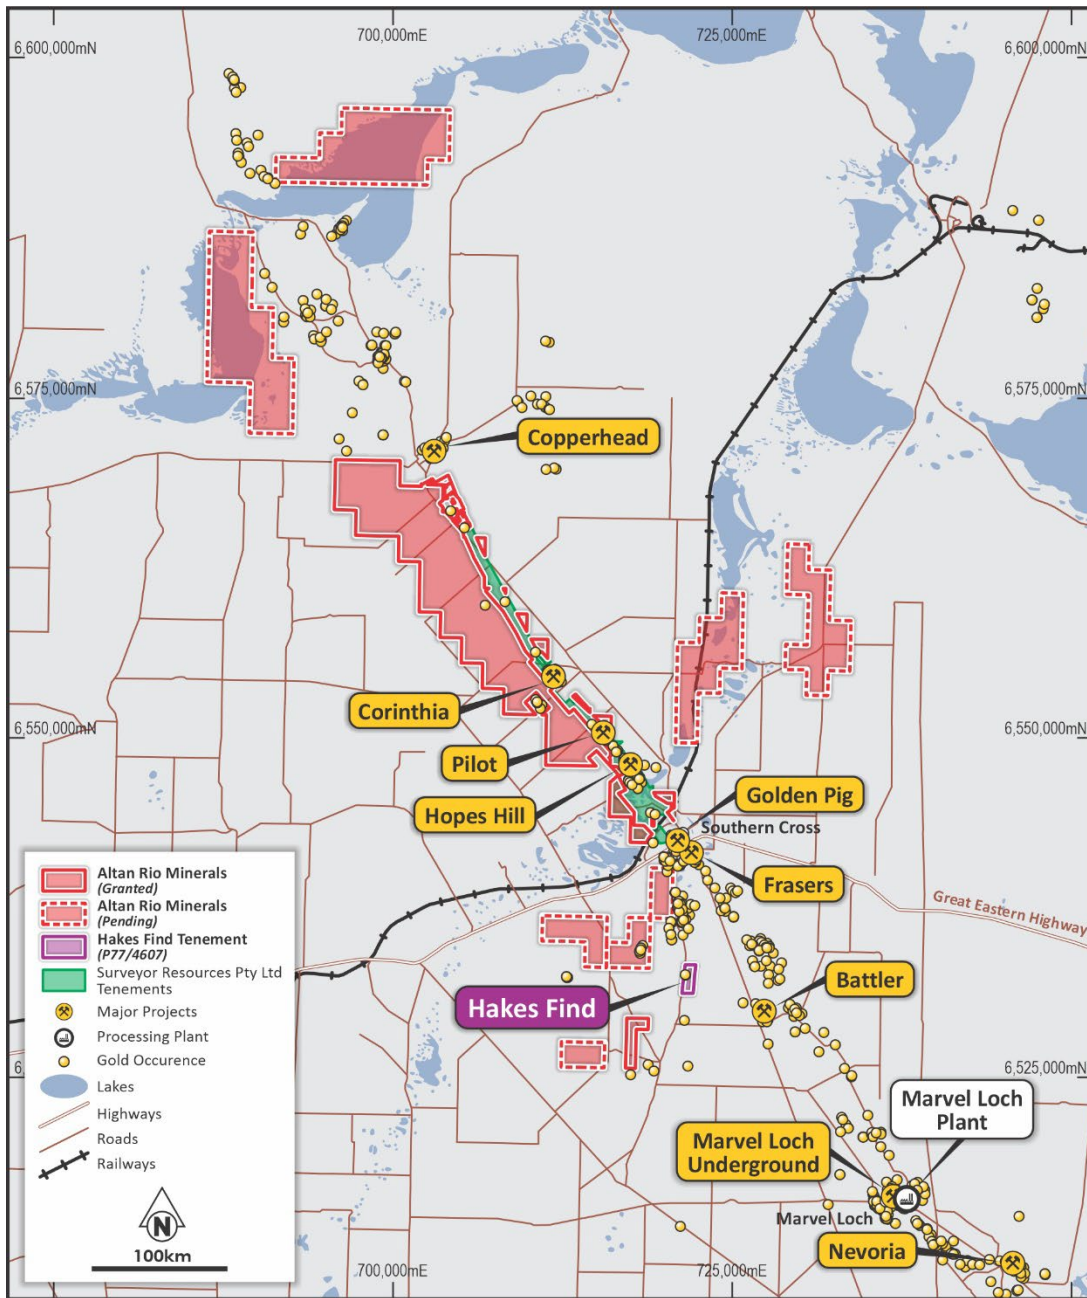 700,000mE
725,000mE
6,600,000mN
6,600,000mN
6,575,000mN
6,575,000mN
Copperhead
Corinthia
6,550,000mN
6,550,000mN
Pilot
Hopes Hill
Golden Pig
Southern Cross
Frasers
Great Eastern Highway
Battler
Hakes Find
6,525,000mN
Marvel Loch
Plant
Marvel Loch
Underground
Marvel Loch
Nevoria
700,000mE
725,000mE
Altan Rio Minerals
(Granted)
Altan Rio Minerals
(Pending)
Hakes Find Tenement
(P77/4607)
Surveyor Resources Pty Ltd
Tenements
Major Projects
Processing Plant
Gold Occurence
Lakes
Highways
Roads
Railways
N
100km